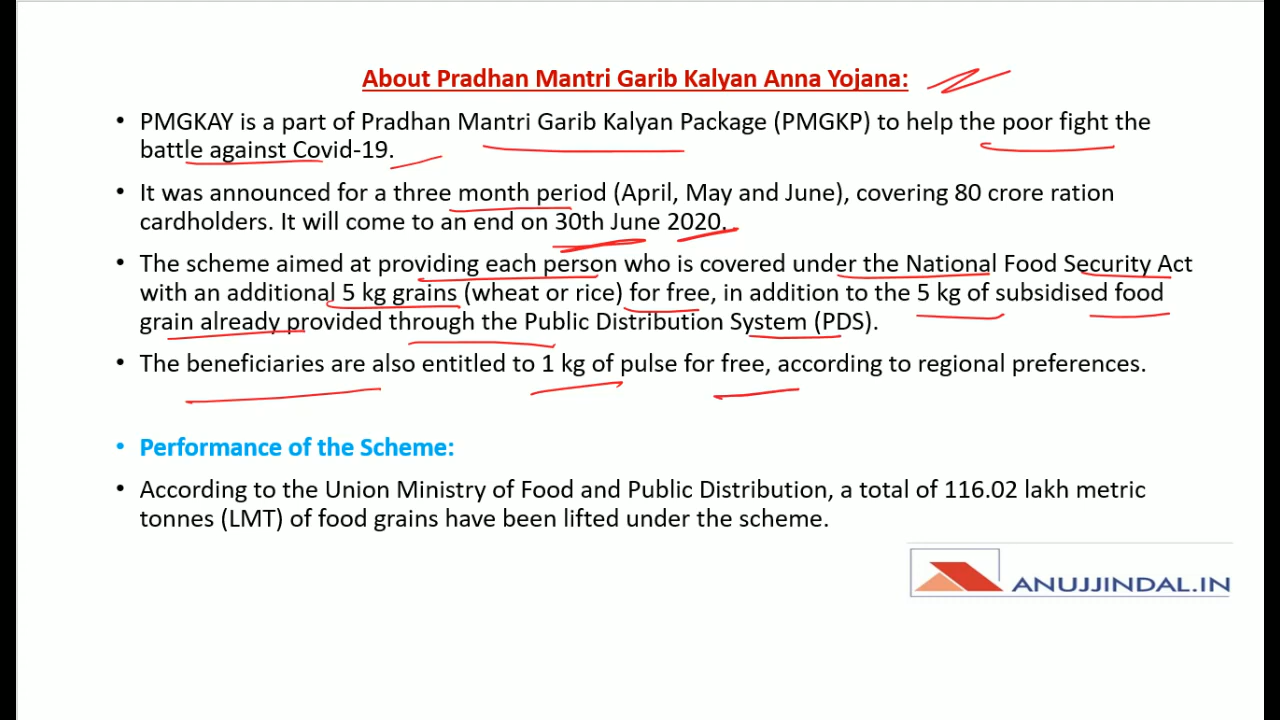 About Pradhan Mantri Garib Kalyan Anna Yojana:
• PMGKAY is a part of Pradhan Mantri Garib Kalyan Package (PMGKP) to help the poor fight the
battle against Covid-19.
• It was announced for a three month period (April, May and June), covering 80 crore ration
cardholders. It will come to an end on 30th June 2020.
• The scheme aimed at providing each person who is covered under the National Food Security Act
with an additional 5 kg grains (wheat or rice) for free, in addition to the 5 kg of subsidised food
grain already provided through the Public Distribution System (PDS).
• The beneficiaries are also entitled to 1 kg of pulse for free, according to regional preferences.
• Performance of the Scheme:
• According to the Union Ministry of Food and Public Distribution, a total of 116.02 lakh metric
tonnes (LMT) of food grains have been lifted under the scheme.
ANUJJINDAL.IN